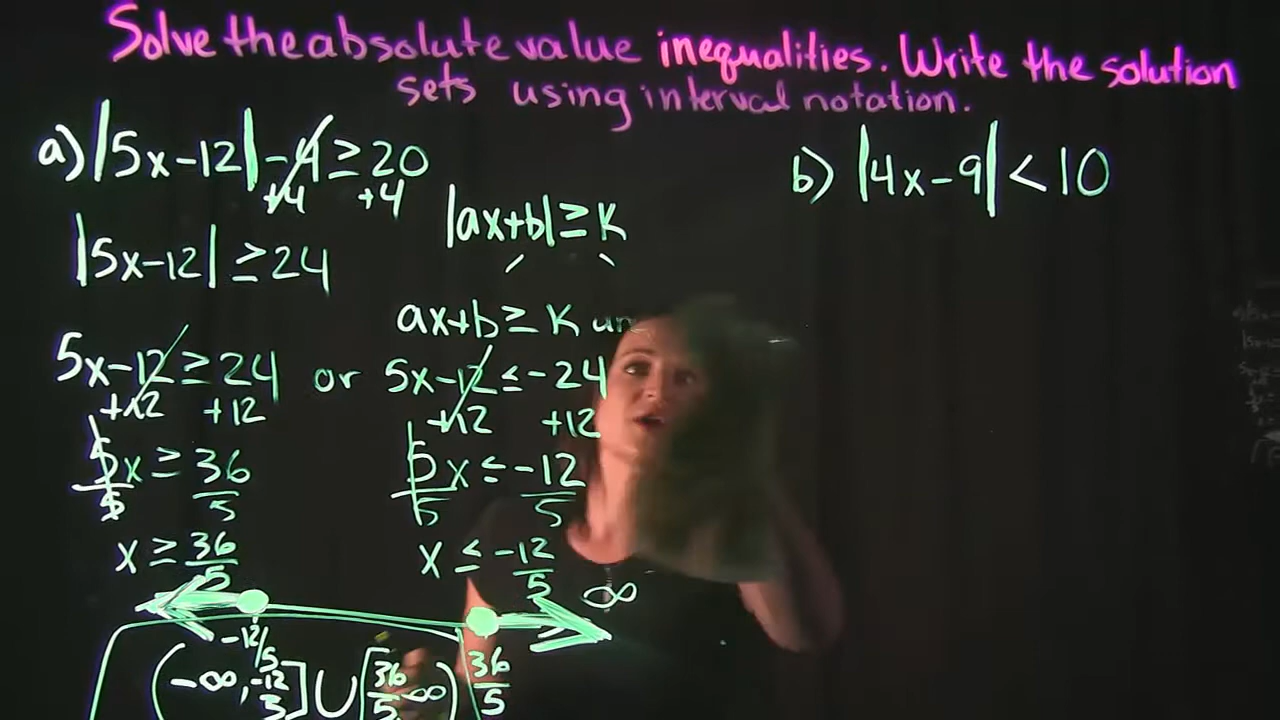 Solve the absolute value inequalities. Write the solution
sets using interval notation.
a) |5x-12| -4 ≥ 20
+4 +4
|5x-12| ≥ 24
5x-12 ≥ 24 or 5x-12 ≤ -24
+12 +12 +12 +12
5x ≥ 36 5x ≤ -12
5 5 5 5
x ≥ 36/5 x ≤ -12/5
∞
-12/5 36/5
(-∞, -12/5] ∪ [36/5 ∞)
|ax+b| ≥ K
ax+b ≥ K
b) |4x-9| < 10